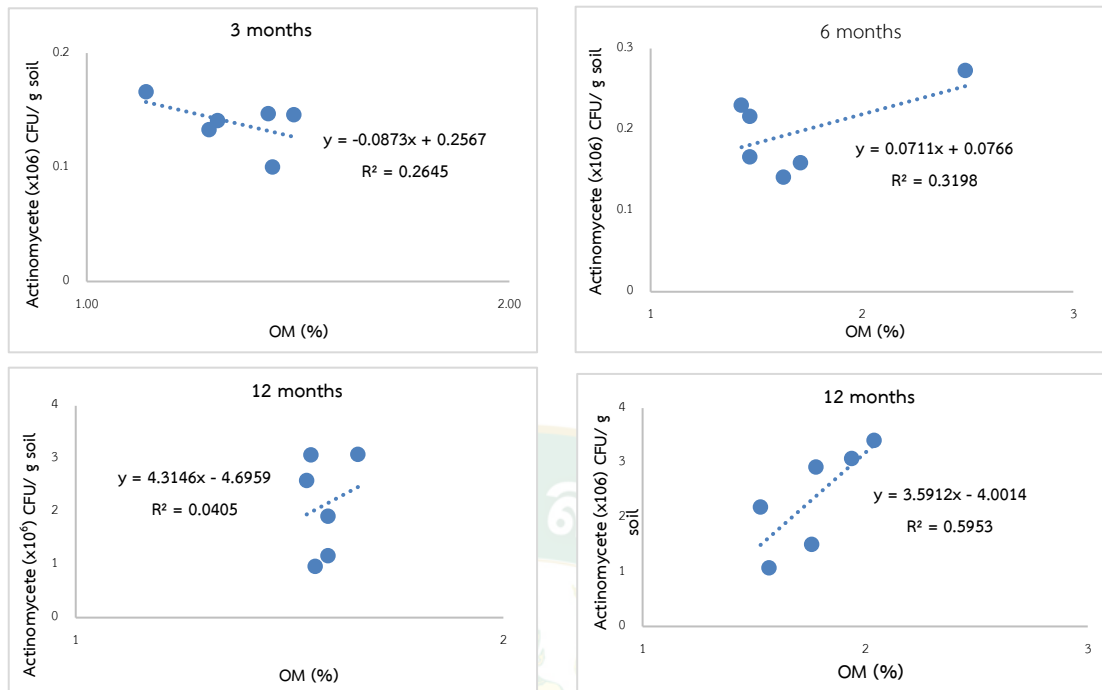 3 months
Actinomycete (x106) CFU/ g soil
0.2
0.1
0
y = -0.0873x + 0.2567
R² = 0.2645
1.00
2.00
OM (%)
6 months
Actinomycete (x106) CFU/ g soil
0.3
0.2
0.1
0
y = 0.0711x + 0.0766
R² = 0.3198
1
2
3
OM (%)
12 months
Actinomycete (x10⁶) CFU/ g soil
4
3
2
1
0
y = 4.3146x - 4.6959
R² = 0.0405
1
2
OM (%)
12 months
Actinomycete (x106) CFU/ g
soil
4
3
2
1
0
y = 3.5912x - 4.0014
R² = 0.5953
1
2
3
OM (%)